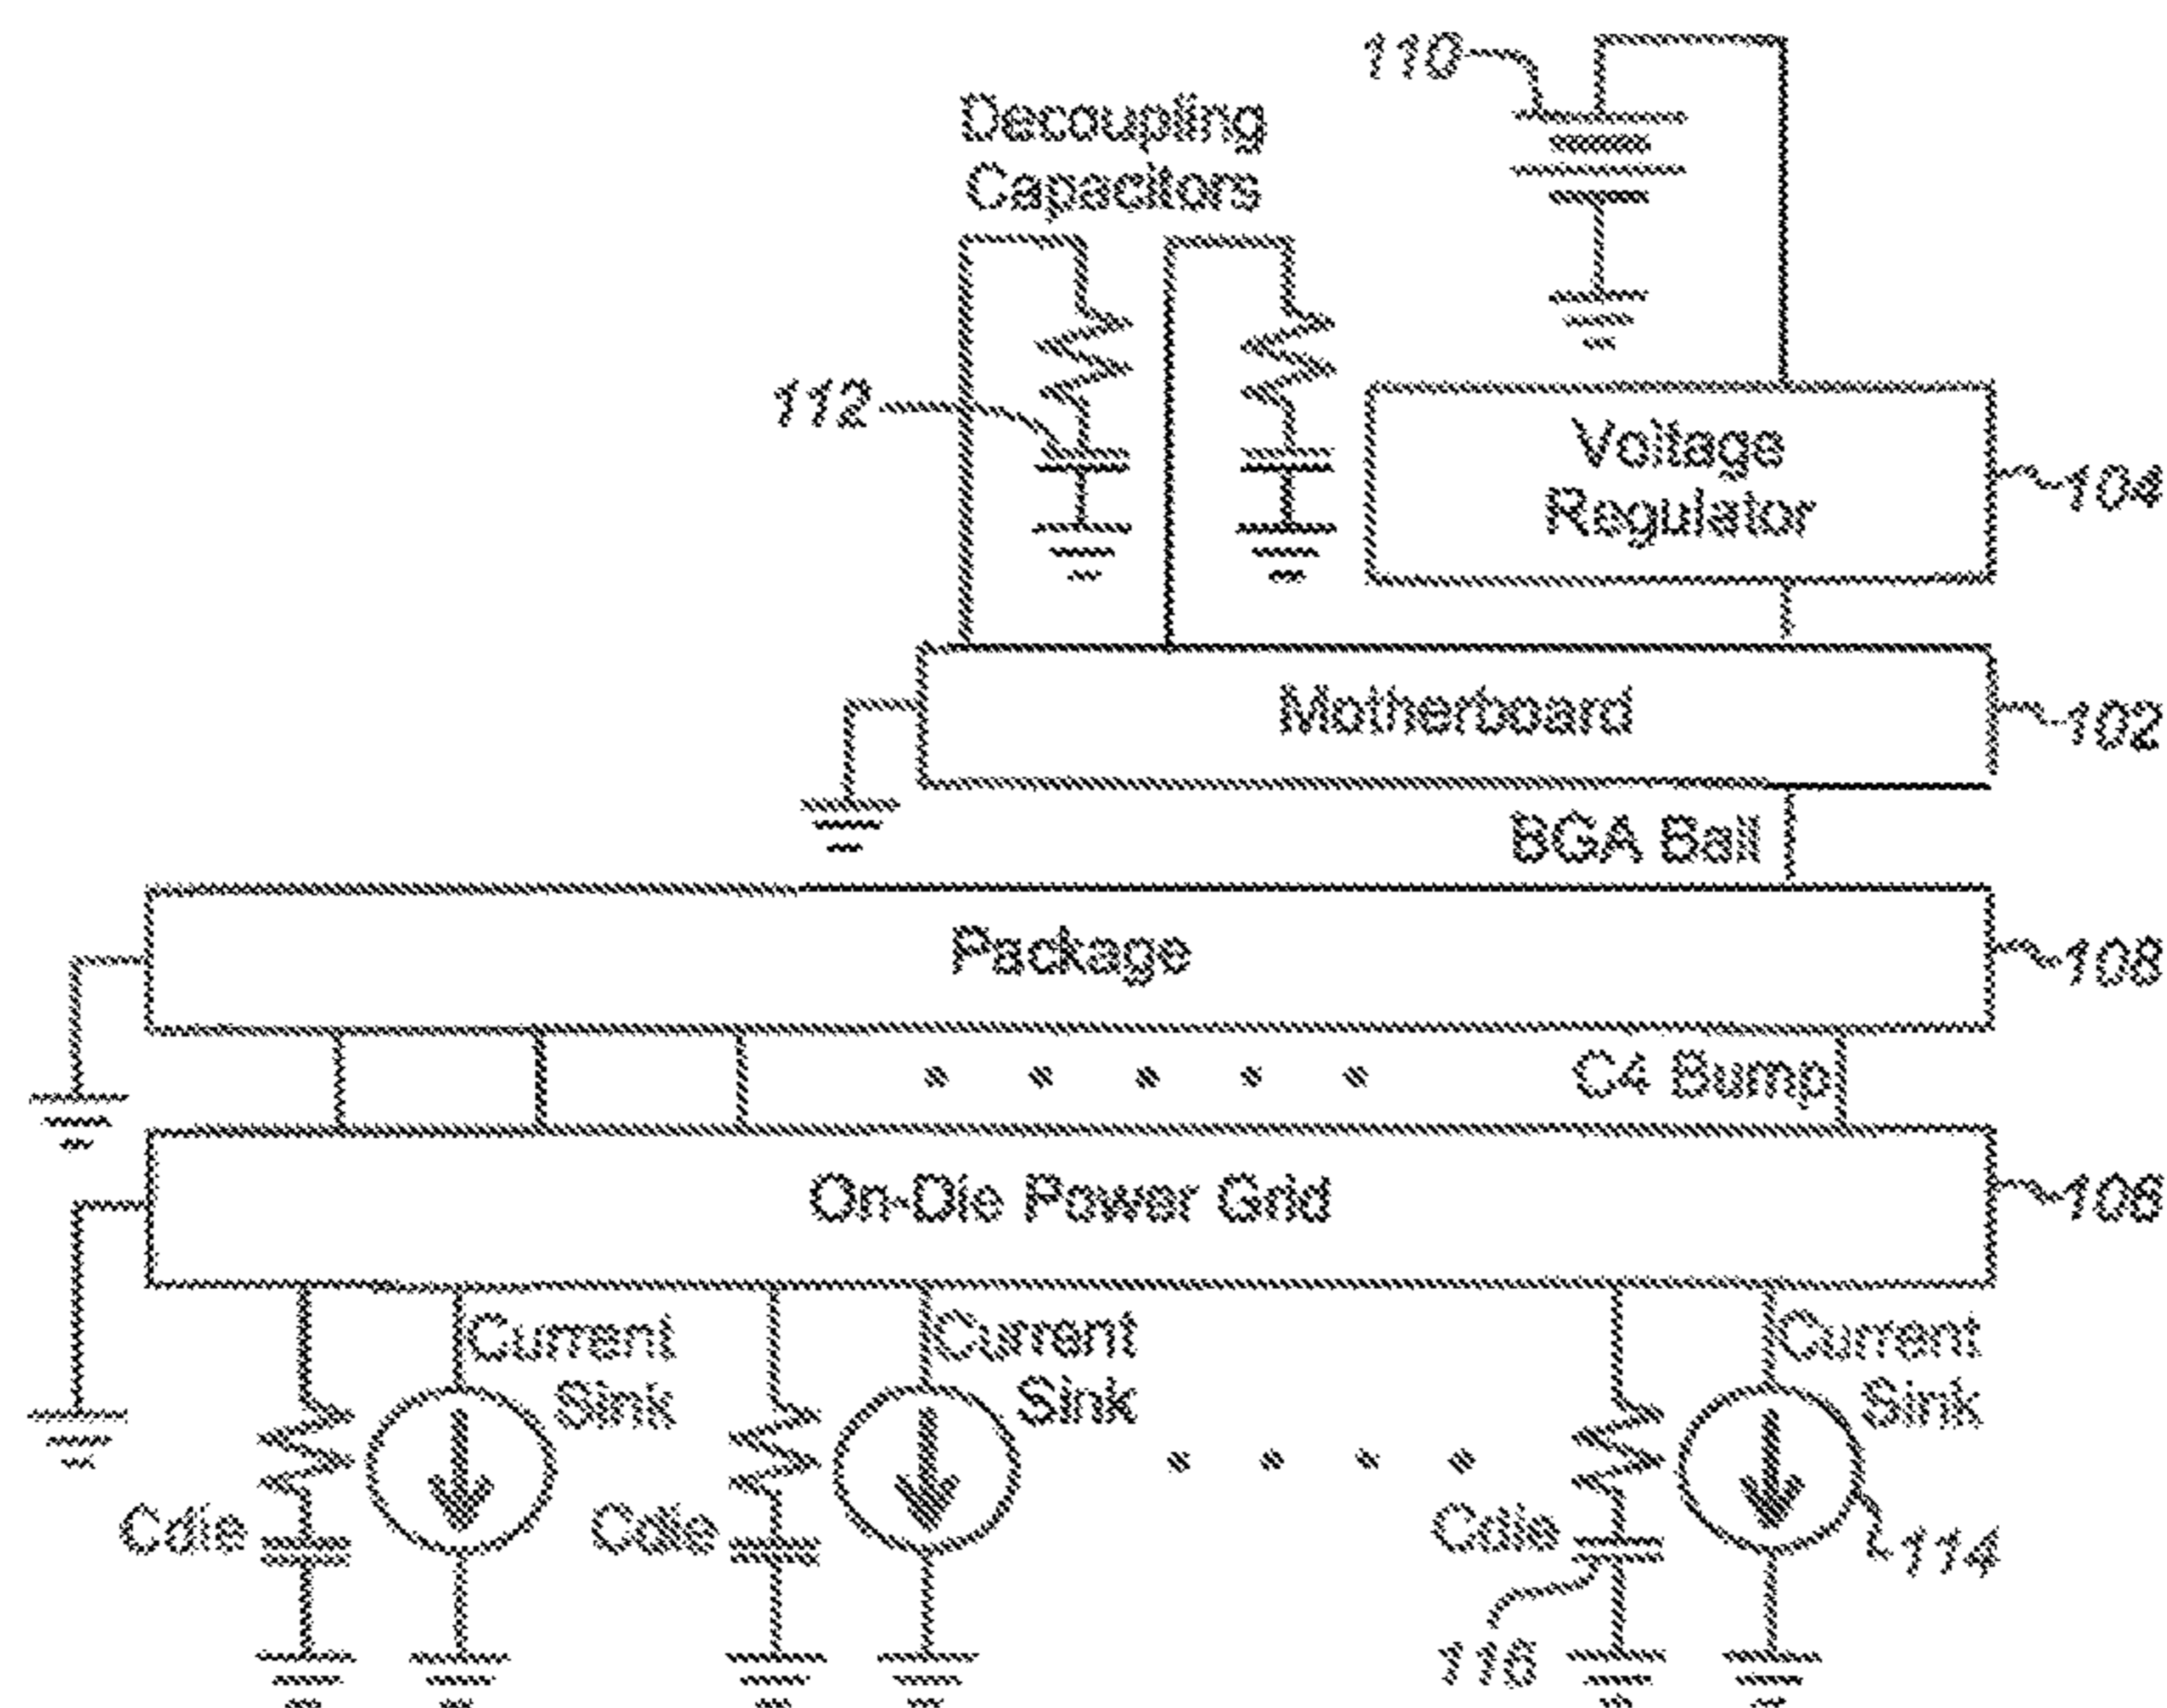 110
Decoupling
Capacitors
112
Voltage
Regulator
104
Motherboard
102
BGA Ball
Package
108
C4 Bump
On-Die Power Grid
106
Current
Sink
Current
Sink
Current
Sink
Cdie
Cdie
Cdie
114
116